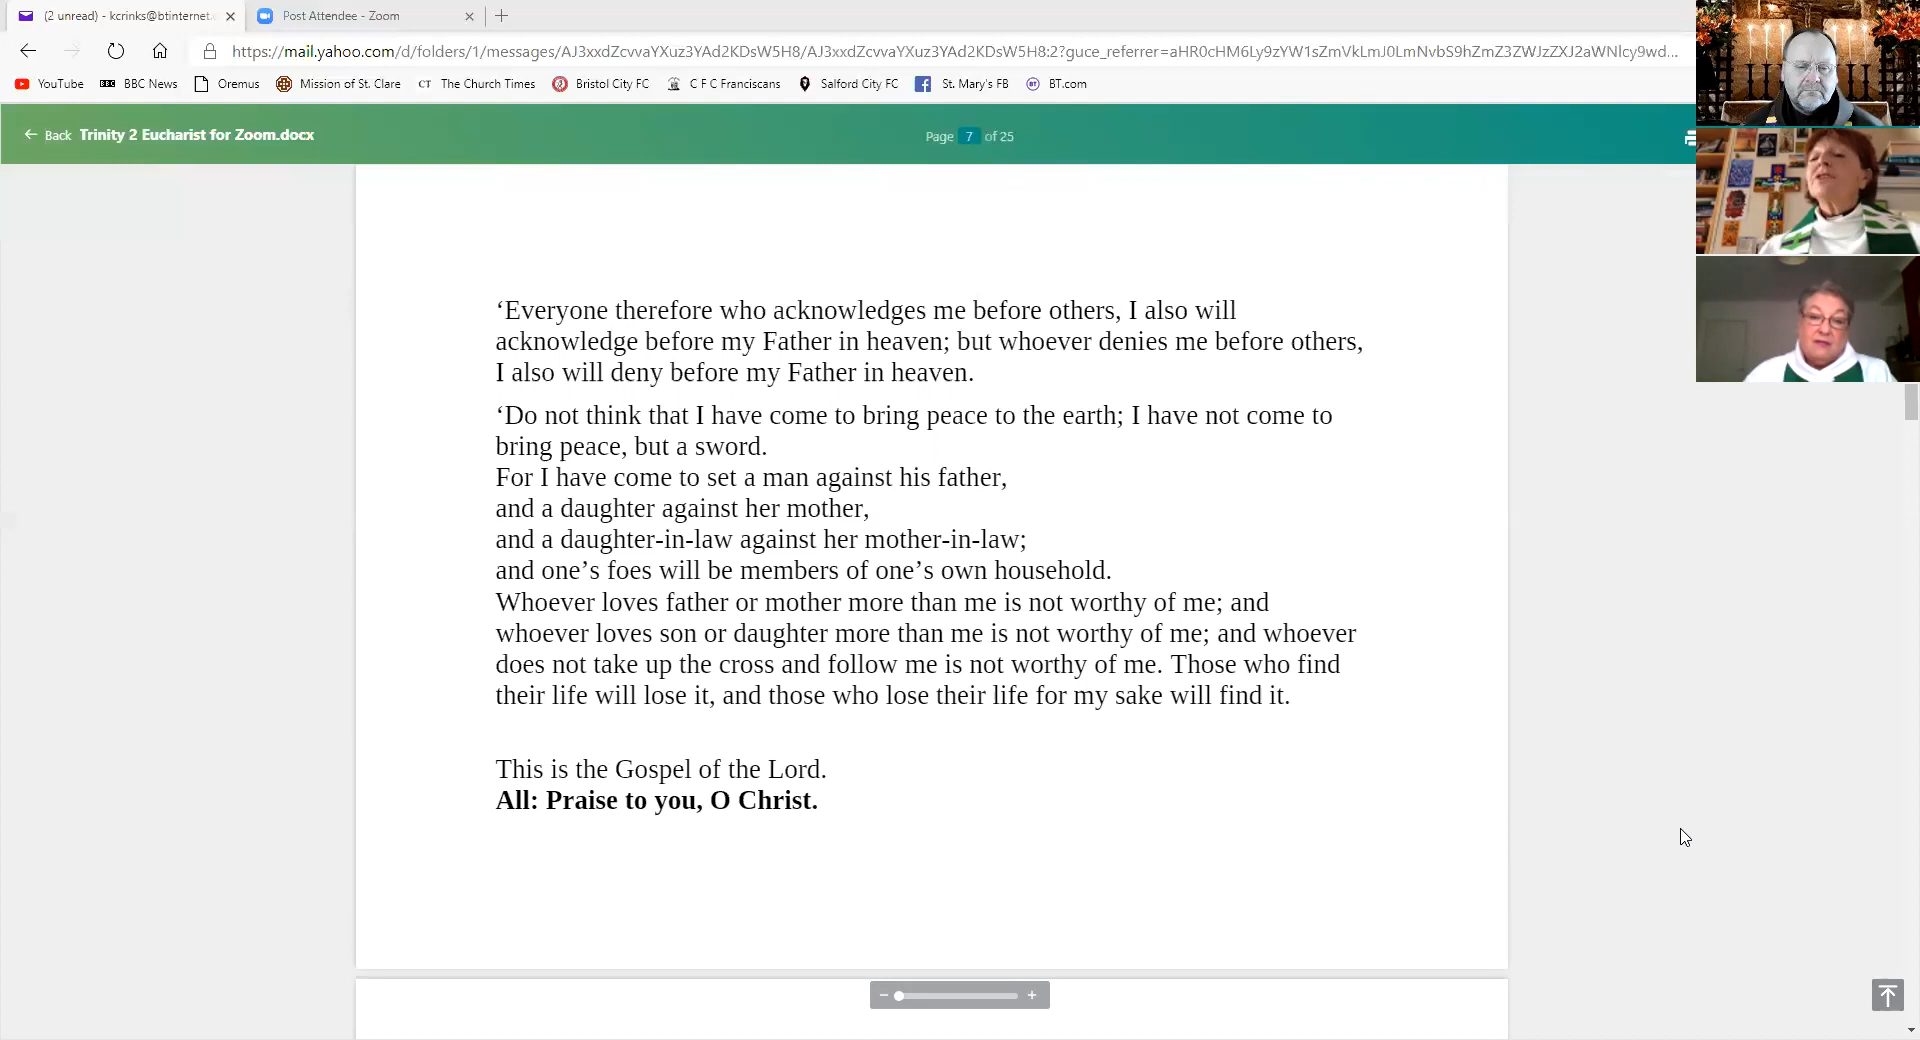 (2 unread) - kcrinks@btinternet.c
Post Attendee - Zoom
https://mail.yahoo.com/d/folders/1/messages/AJ3xxdZcvvaYXuz3YAd2KDsW5H8/AJ3xxdZcvvaYXuz3YAd2KDsW5H8:2?guce_referrer=aHR0cHM6Ly9zYW1sZmVkLmJ0LmNvbS9hZmZ3ZWJzZXJ2aWNlcy9wd...
YouTube BBC News Oremus Mission of St. Clare CT The Church Times Bristol City FC C F C Franciscans Salford City FC St. Mary's FB BT.com
Back Trinity 2 Eucharist for Zoom.docx Page 7 of 25
‘Everyone therefore who acknowledges me before others, I also will
acknowledge before my Father in heaven; but whoever denies me before others,
I also will deny before my Father in heaven.
‘Do not think that I have come to bring peace to the earth; I have not come to
bring peace, but a sword.
For I have come to set a man against his father,
and a daughter against her mother,
and a daughter-in-law against her mother-in-law;
and one’s foes will be members of one’s own household.
Whoever loves father or mother more than me is not worthy of me; and
whoever loves son or daughter more than me is not worthy of me; and whoever
does not take up the cross and follow me is not worthy of me. Those who find
their life will lose it, and those who lose their life for my sake will find it.
This is the Gospel of the Lord.
All: Praise to you, O Christ.